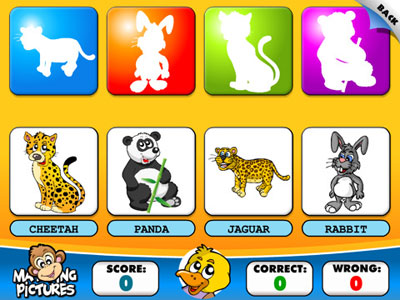 BACK
CHEETAH
PANDA
JAGUAR
RABBIT
MATCHING
PICTURES
SCORE:
0
CORRECT:
0
WRONG:
0